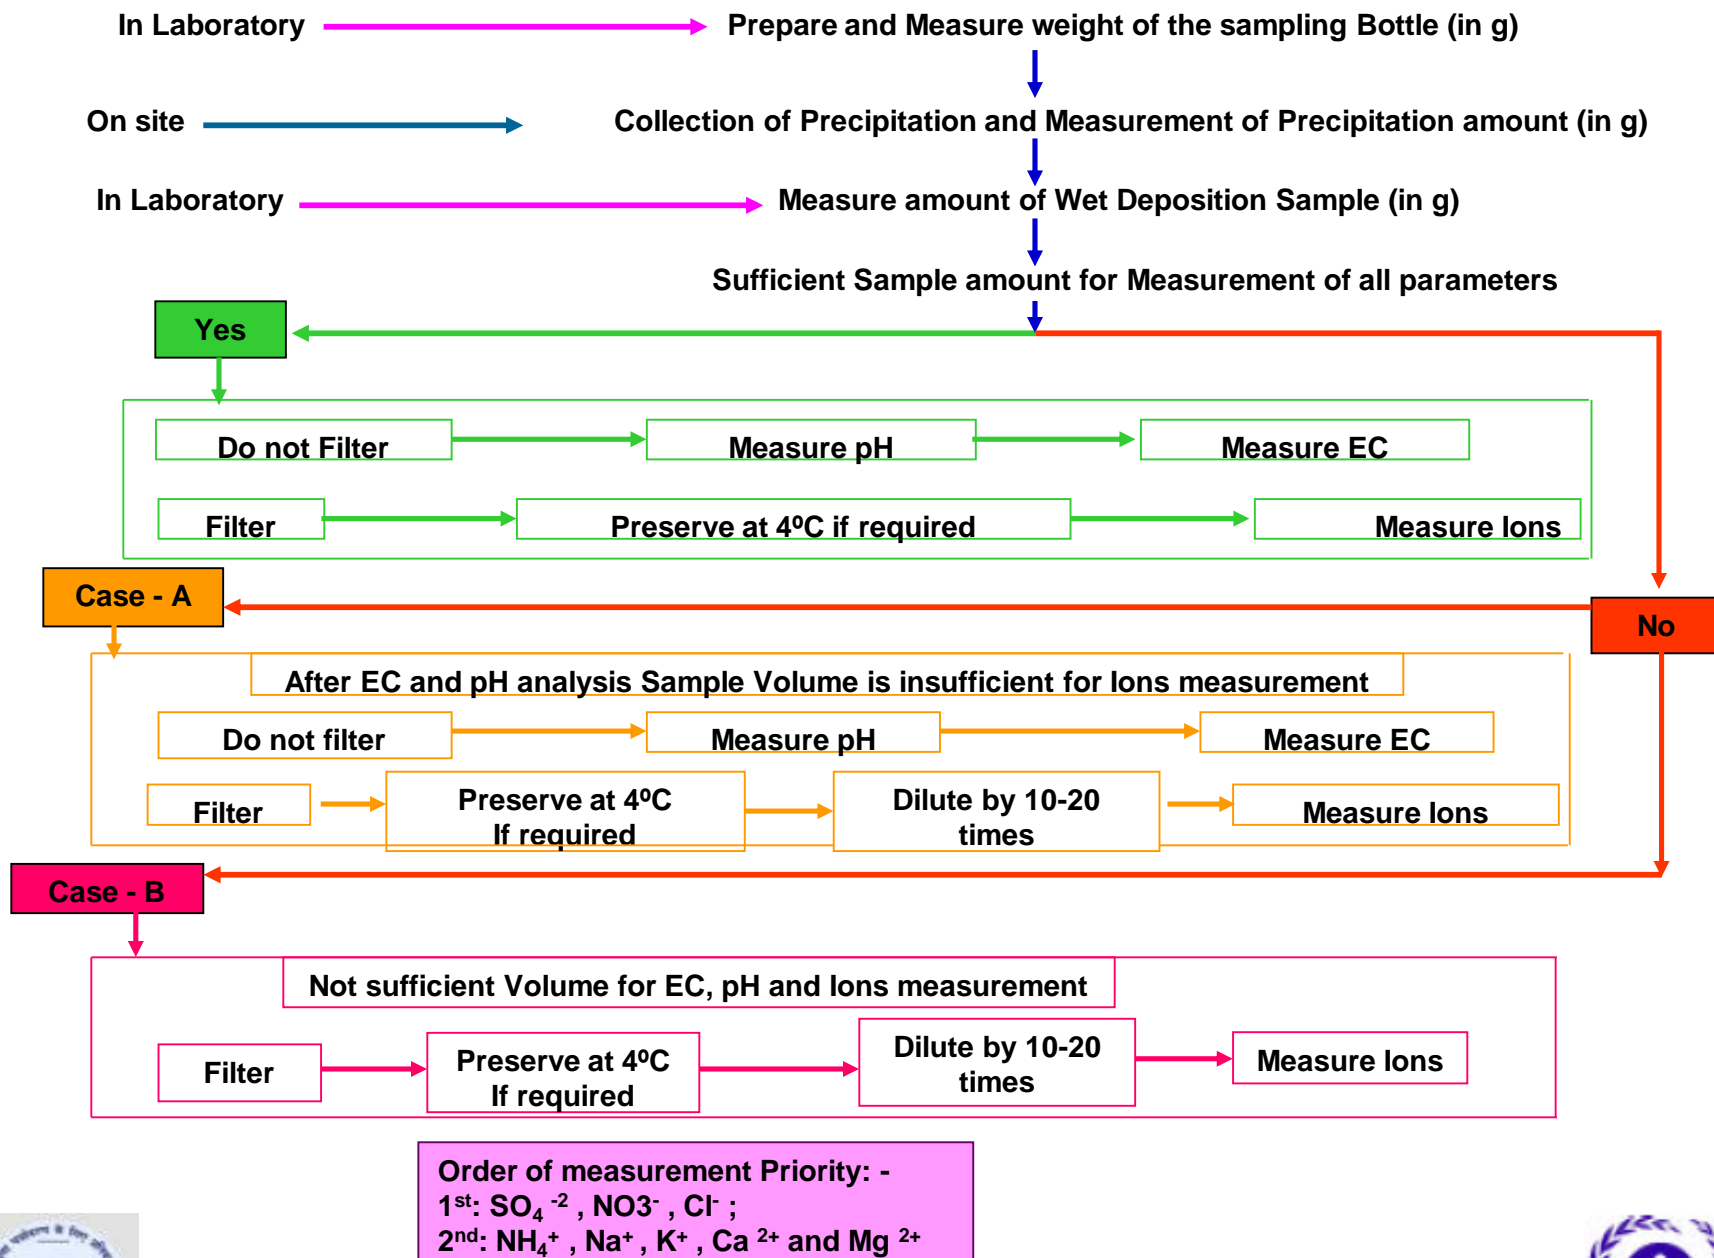 In Laboratory
Prepare and Measure weight of the sampling Bottle (in g)
On site
Collection of Precipitation and Measurement of Precipitation amount (in g)
In Laboratory
Measure amount of Wet Deposition Sample (in g)
Sufficient Sample amount for Measurement of all parameters
Yes
Do not Filter
Measure pH
Measure EC
Filter
Preserve at 4ºC if required
Measure Ions
Case - A
No
After EC and pH analysis Sample Volume is insufficient for Ions measurement
Do not filter
Measure pH
Measure EC
Filter
Preserve at 4ºC
If required
Dilute by 10-20
times
Measure Ions
Case - B
Not sufficient Volume for EC, pH and Ions measurement
Filter
Preserve at 4ºC
If required
Dilute by 10-20
times
Measure Ions
Order of measurement Priority: -
1st: SO4 -2 , NO3- , Cl- ;
2nd: NH4+ , Na+ , K+ , Ca 2+ and Mg 2+